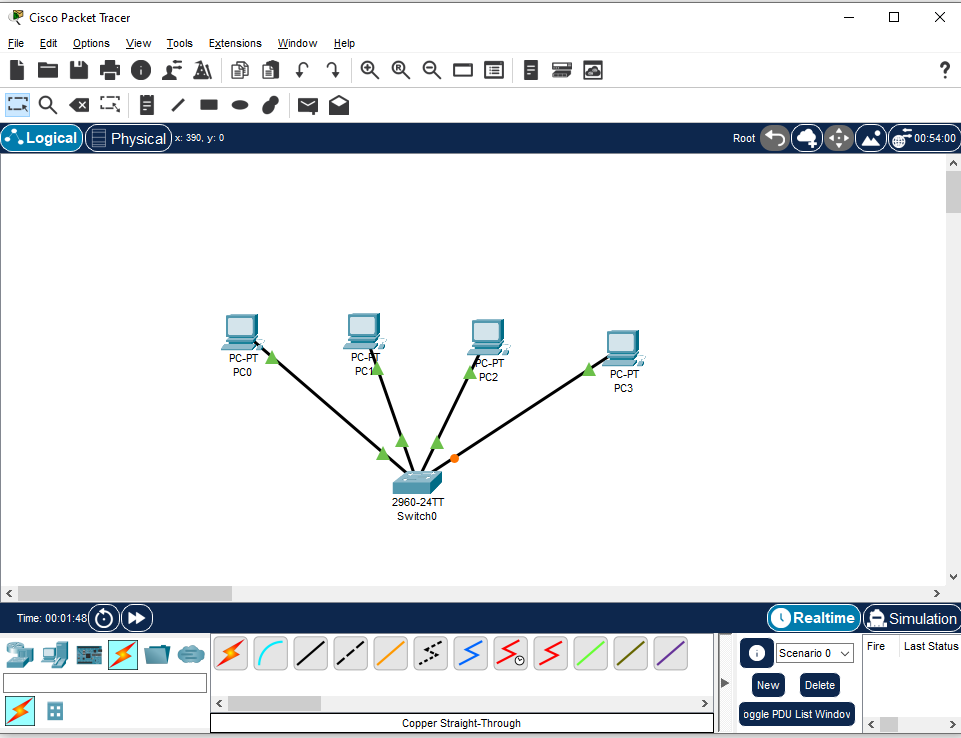 Cisco Packet Tracer
File Edit Options View Tools Extensions Window Help
?
Logical Physical x: 390, y: 0 Root 00:54:00
PC-PT
PC0
PC-PT
PC1
PC-PT
PC2
PC-PT
PC3
2960-24TT
Switch0
Time: 00:01:48 Realtime Simulation
Scenario 0 Fire Last Status
New Delete
oggle PDU List Window
Copper Straight-Through